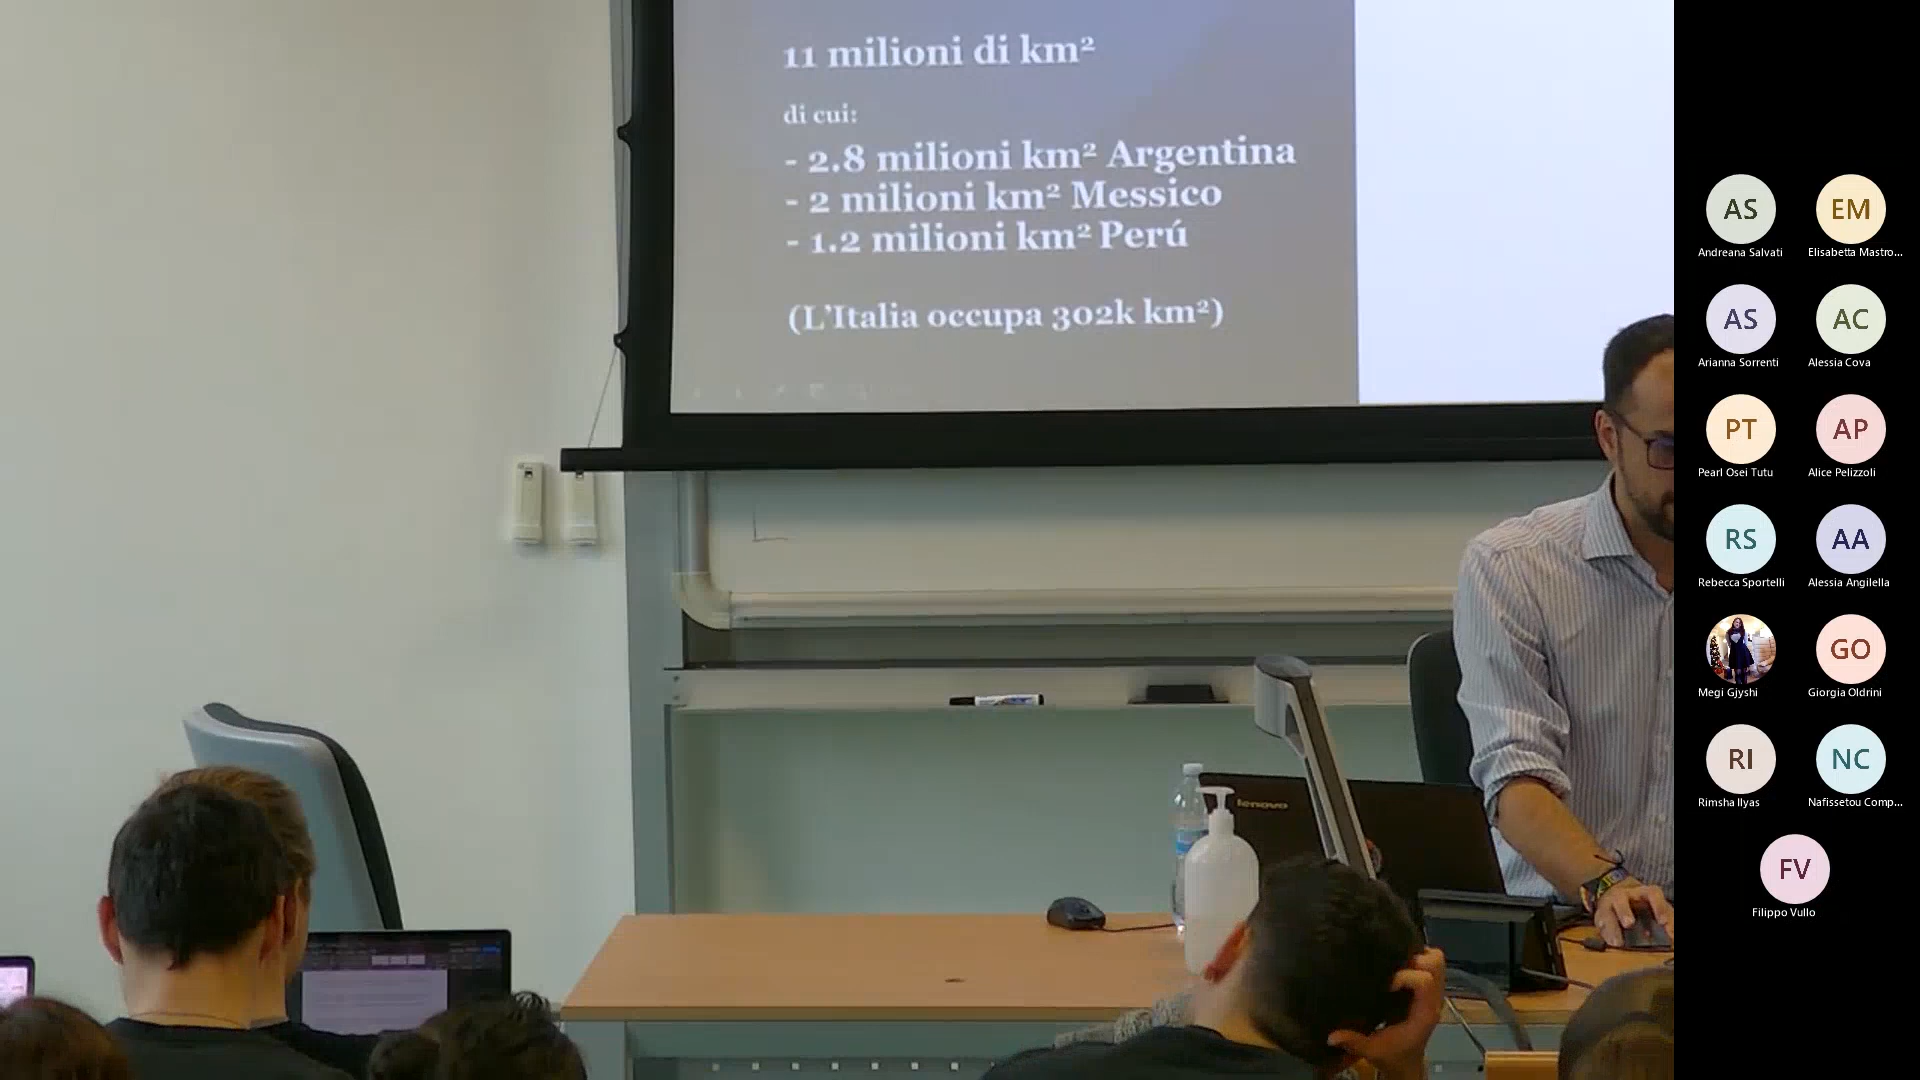 11 milioni di km²
di cui:
- 2.8 milioni km² Argentina
- 2 milioni km² Messico
- 1.2 milioni km² Perú
(L'Italia occupa 302k km²)
lenovo
AS
Andreana Salvati
EM
Elisabetta Mastro...
AS
Arianna Sorrenti
AC
Alessia Cova
PT
Pearl Osei Tutu
AP
Alice Pelizzoli
RS
Rebecca Sportelli
AA
Alessia Angilella
Megi Gjyshi
GO
Giorgia Oldrini
RI
Rimsha Ilyas
NC
Nafissetou Comp...
FV
Filippo Vullo